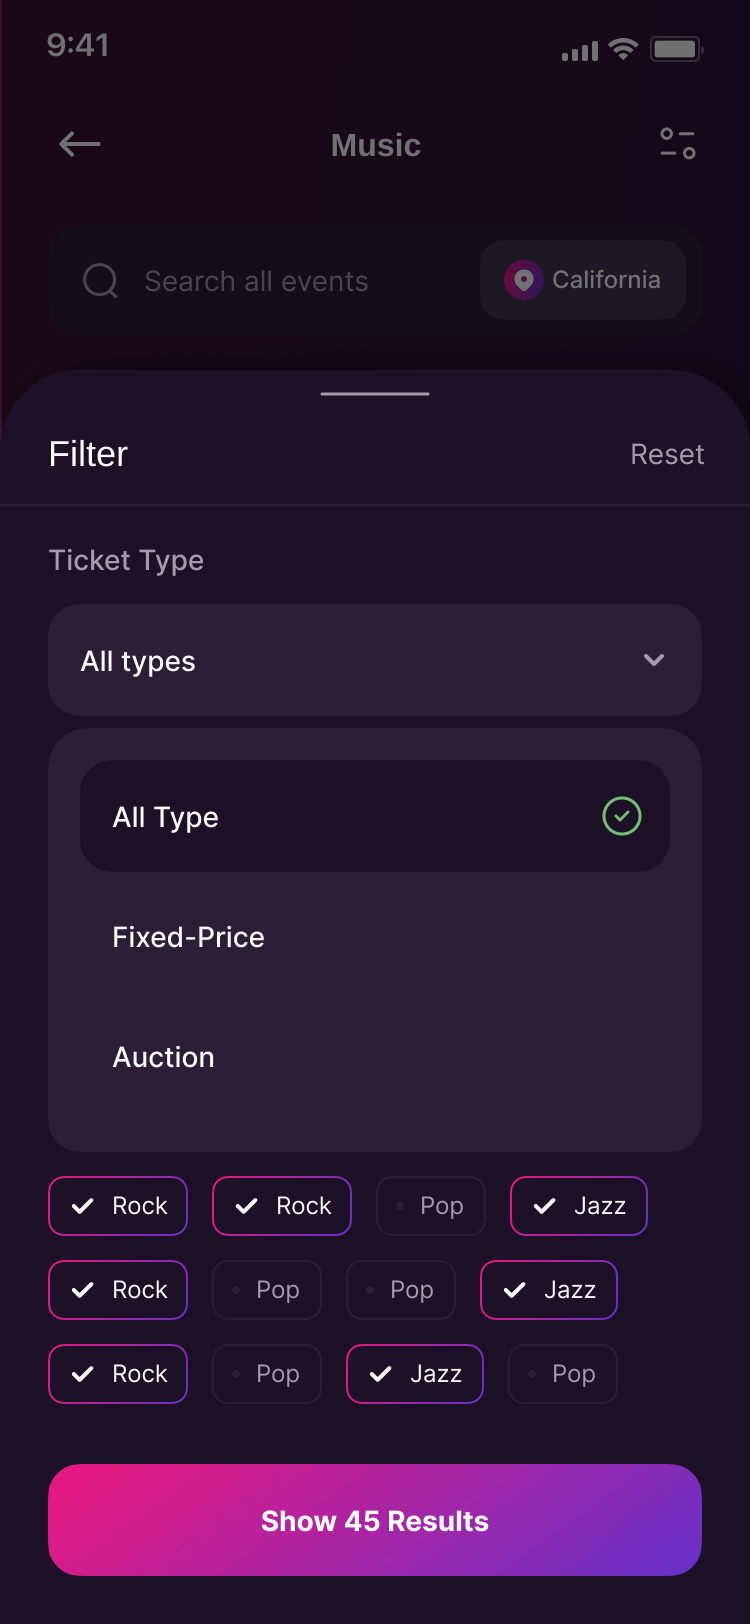 9:41
Music
Search all events
California
Filter
Reset
Ticket Type
All types
All Type
Fixed-Price
Auction
Rock Rock Pop Jazz
Rock Pop Pop Jazz
Rock Pop Jazz Pop
Show 45 Results